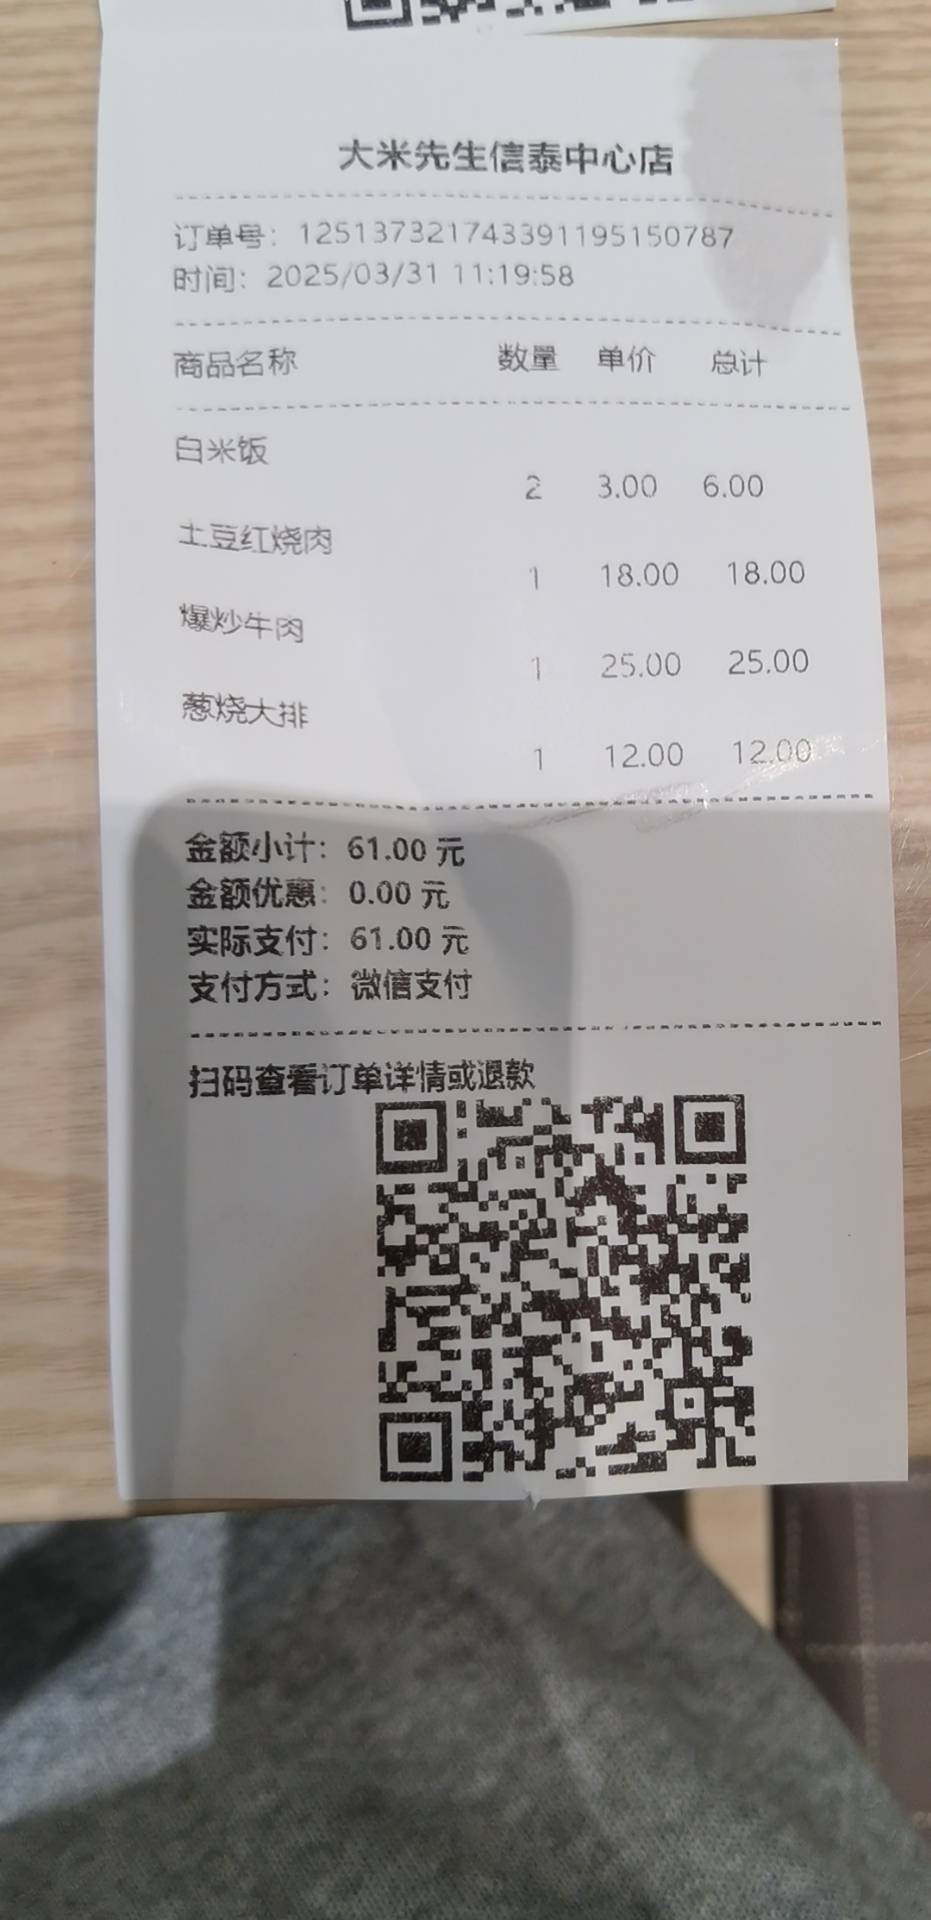 大米先生信泰中心店
订单号：1251373217433911951​50787
时间：2025/03/31 11:19:58
商品名称 数量 单价 总计
白米饭
2 3.00 6.00
土豆红烧肉
1 18.00 18.00
爆炒牛肉
1 25.00 25.00
葱烧大排
1 12.00 12.00
金额小计：61.00 元
金额优惠：0.00 元
实际支付：61.00 元
支付方式：微信支付
扫码查看订单详情或退款